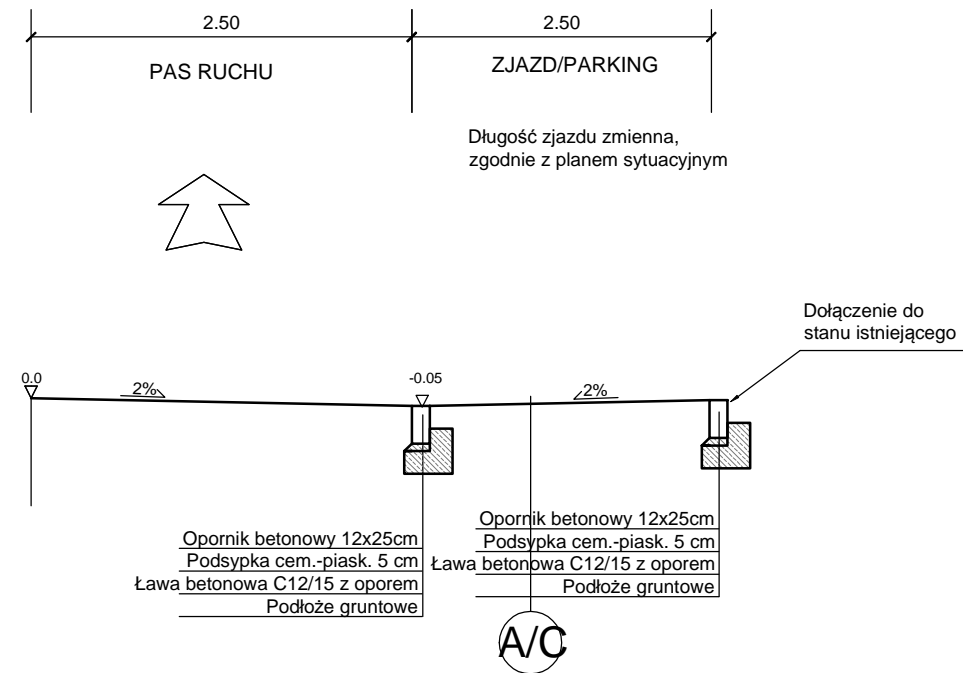 2.50
2.50
PAS RUCHU
ZJAZD/PARKING
Długość zjazdu zmienna,
zgodnie z planem sytuacyjnym
Dołączenie do
stanu istniejącego
0.0
2%
-0.05
2%
Opornik betonowy 12x25cm
Podsypka cem.-piask. 5 cm
Ława betonowa C12/15 z oporem
Podłoże gruntowe
Opornik betonowy 12x25cm
Podsypka cem.-piask. 5 cm
Ława betonowa C12/15 z oporem
Podłoże gruntowe
A/C